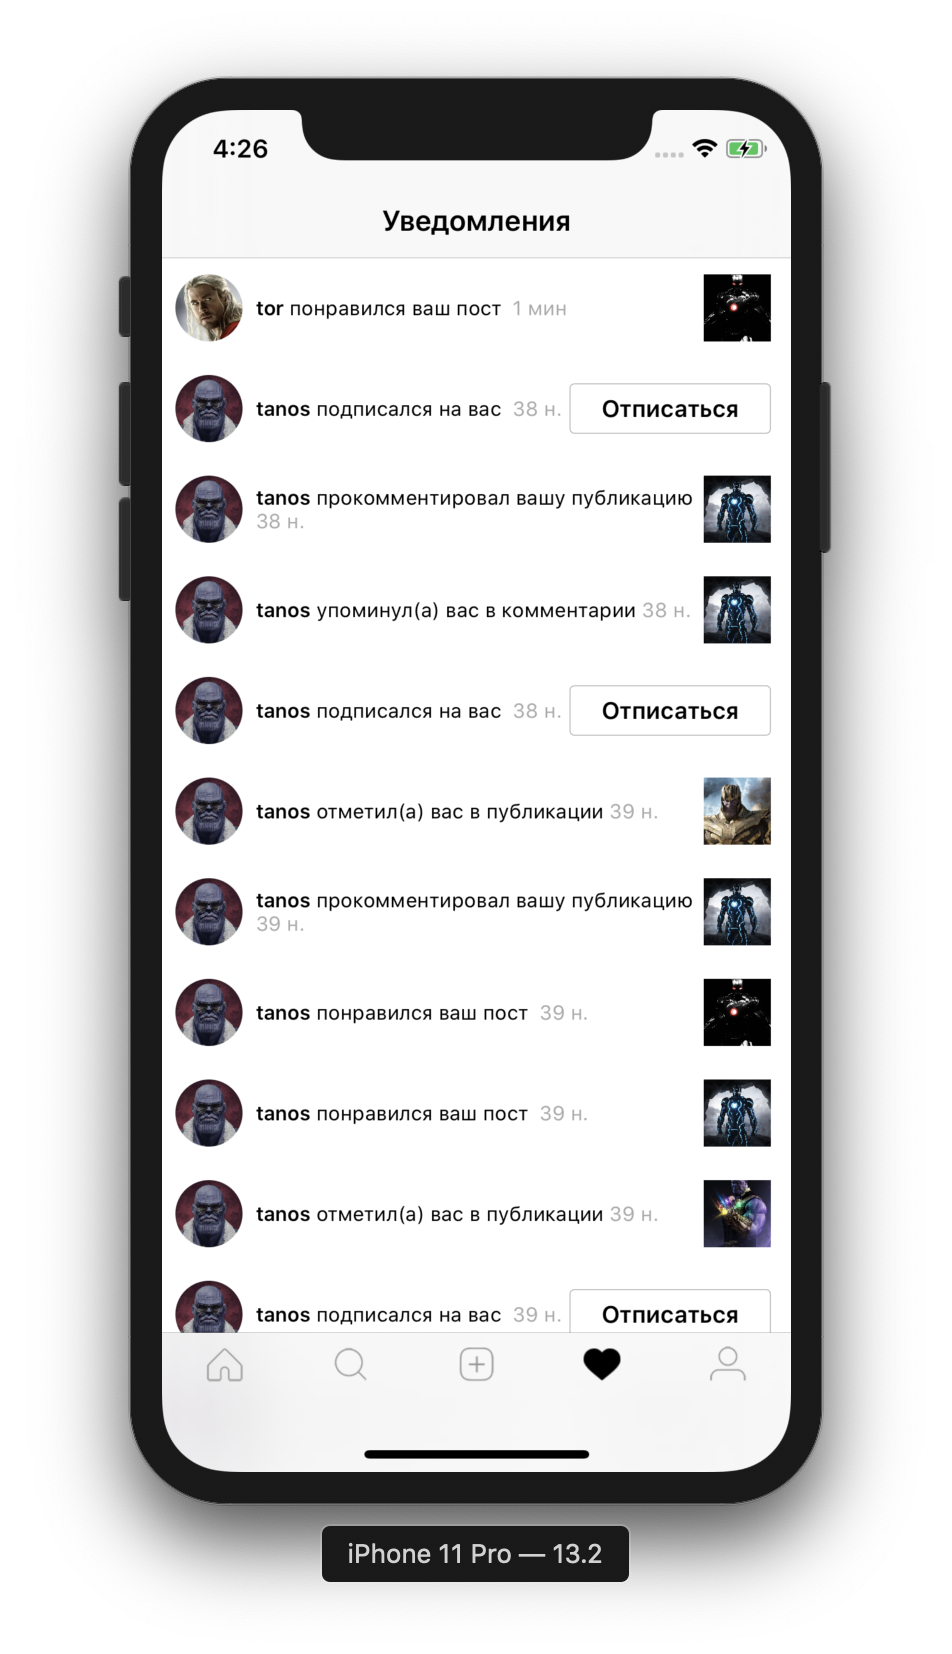 4:26
Уведомления
tor понравился ваш пост 1 мин
tanos подписался на вас 38 н. Отписаться
tanos прокомментировал вашу публикацию
38 н.
tanos упоминул(а) вас в комментарии 38 н.
tanos подписался на вас 38 н. Отписаться
tanos отметил(а) вас в публикации 39 н.
tanos прокомментировал вашу публикацию
39 н.
tanos понравился ваш пост 39 н.
tanos понравился ваш пост 39 н.
tanos отметил(а) вас в публикации 39 н.
tanos подписался на вас 39 н. Отписаться
iPhone 11 Pro — 13.2